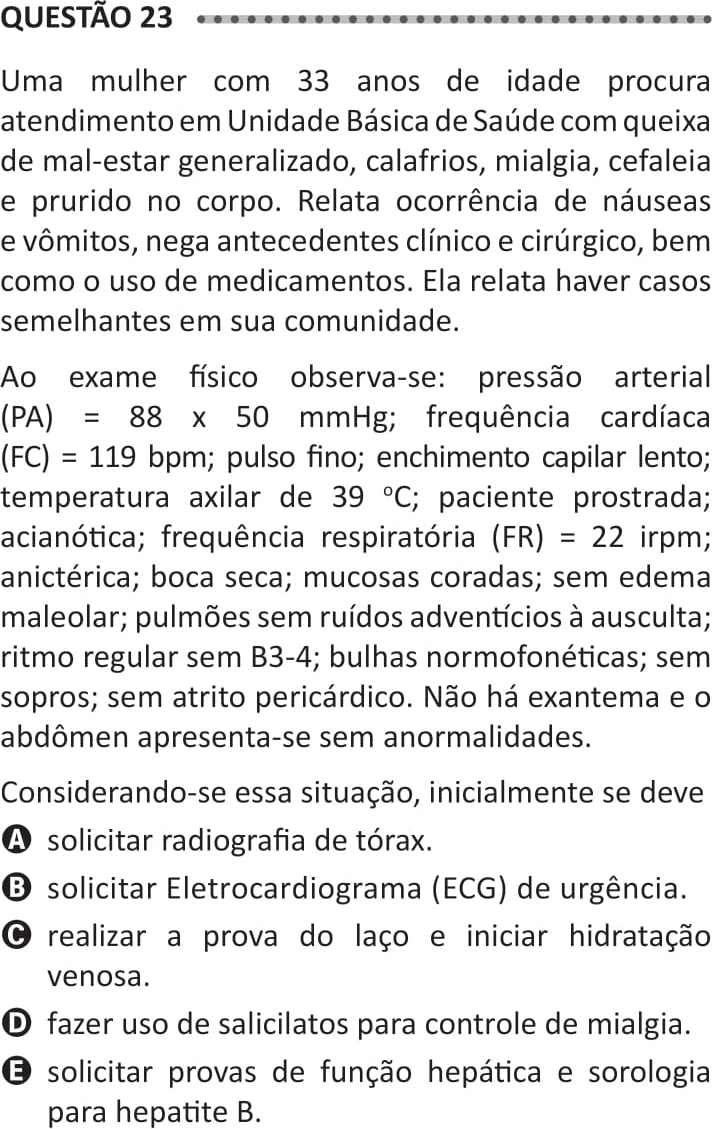 QUESTÃO 23
Uma mulher com 33 anos de idade procura
atendimento em Unidade Básica de Saúde com queixa
de mal-estar generalizado, calafrios, mialgia, cefaleia
e prurido no corpo. Relata ocorrência de náuseas
e vômitos, nega antecedentes clínico e cirúrgico, bem
como o uso de medicamentos. Ela relata haver casos
semelhantes em sua comunidade.
Ao exame físico observa-se: pressão arterial
(PA) = 88 x 50 mmHg; frequência cardíaca
(FC) = 119 bpm; pulso fino; enchimento capilar lento;
temperatura axilar de 39 ºC; paciente prostrada;
acianótica; frequência respiratória (FR) = 22 irpm;
anictérica; boca seca; mucosas coradas; sem edema
maleolar; pulmões sem ruídos adventícios à ausculta;
ritmo regular sem B3-4; bulhas normofonéticas; sem
sopros; sem atrito pericárdico. Não há exantema e o
abdômen apresenta-se sem anormalidades.
Considerando-se essa situação, inicialmente se deve
A solicitar radiografia de tórax.
B solicitar Eletrocardiograma (ECG) de urgência.
C realizar a prova do laço e iniciar hidratação
venosa.
D fazer uso de salicilatos para controle de mialgia.
E solicitar provas de função hepática e sorologia
para hepatite B.